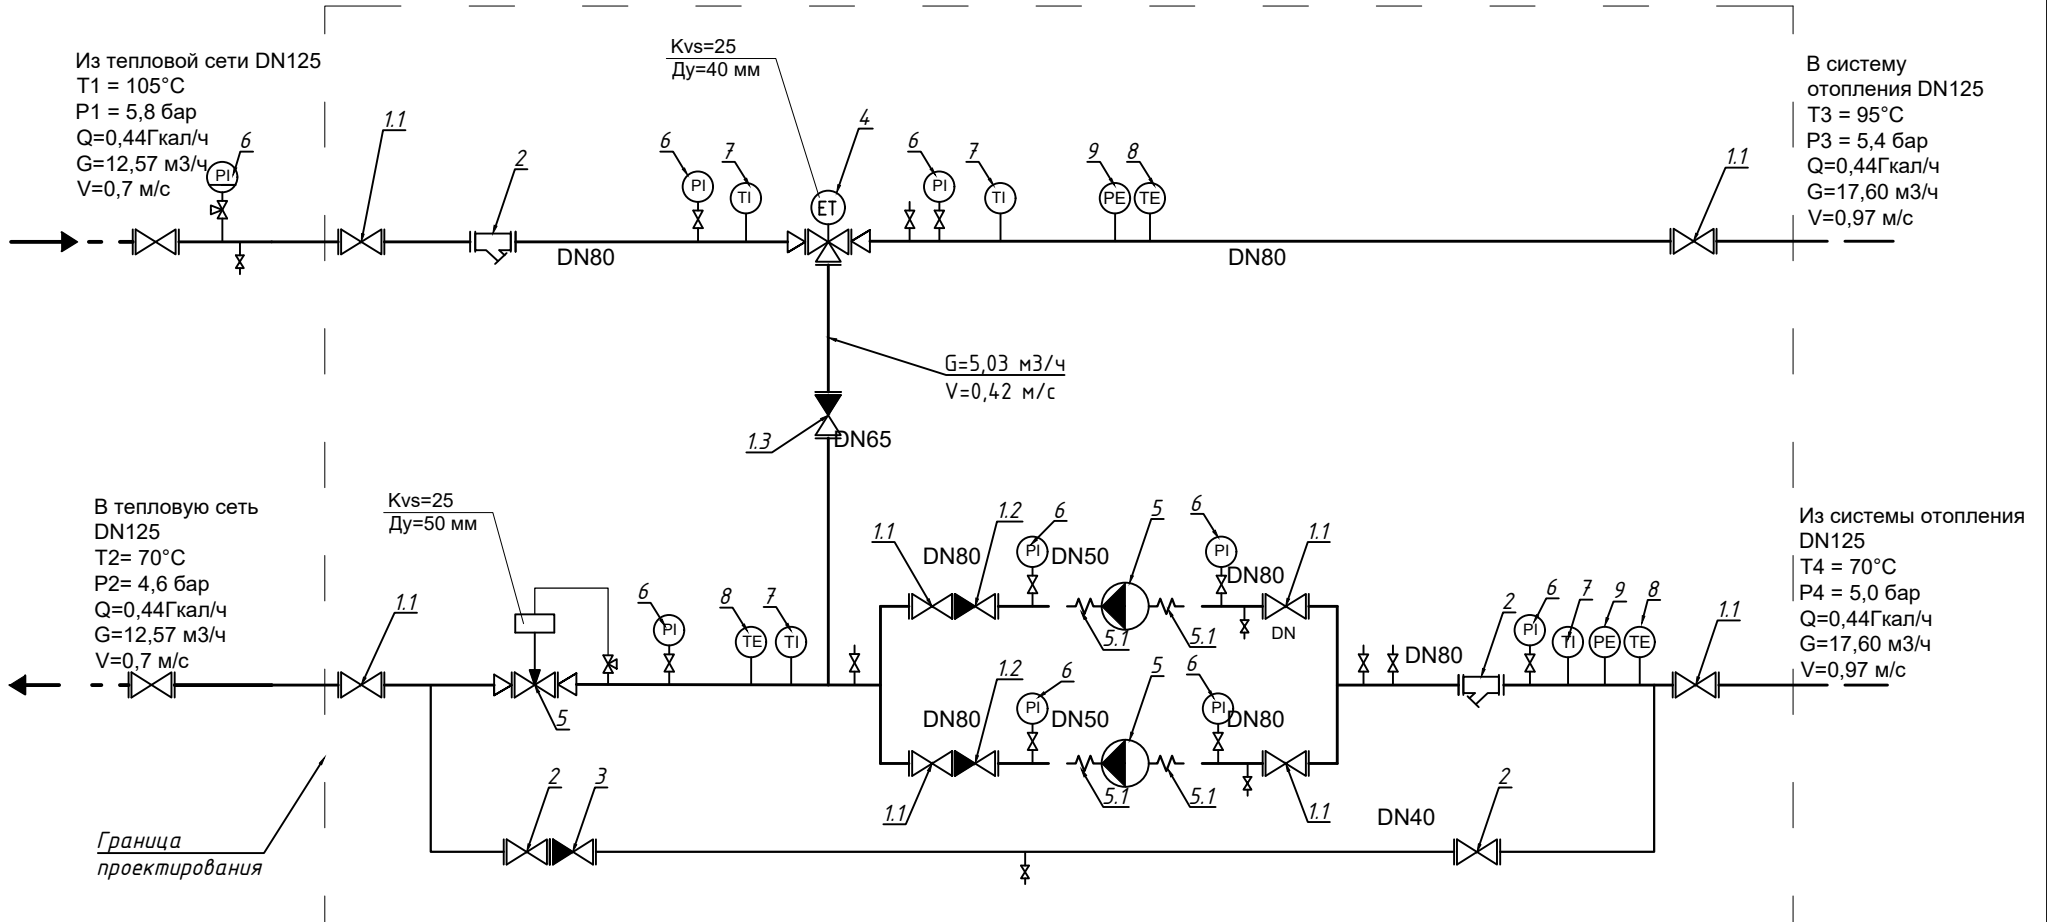 Из тепловой сети DN125
T1 = 105°C
P1 = 5,8 бар
Q=0,44Гкал/ч
G=12,57 м3/ч
V=0,7 м/с
6
PI
1.1
2
DN80
6
PI
7
TI
Kvs=25
Ду=40 мм
4
ET
6
PI
7
TI
9
PE
8
TE
DN80
1.1
В систему
отопления DN125
T3 = 95°C
P3 = 5,4 бар
Q=0,44Гкал/ч
G=17,60 м3/ч
V=0,97 м/с
G=5,03 м3/ч
V=0,42 м/с
1.3
DN65
В тепловую сеть
DN125
T2= 70°C
P2= 4,6 бар
Q=0,44Гкал/ч
G=12,57 м3/ч
V=0,7 м/с
1.1
Kvs=25
Ду=50 мм
5
6
PI
8
TE
7
TI
1.1
DN80
1.2
6
PI
DN50
5
5.1
5.1
6
PI
DN80
1.1
DN
DN80
1.1
1.2
6
PI
DN50
5
5.1
5.1
6
PI
DN80
1.1
DN80
2
6
PI
7
TI
9
PE
8
TE
1.1
Из системы отопления
DN125
T4 = 70°C
P4 = 5,0 бар
Q=0,44Гкал/ч
G=17,60 м3/ч
V=0,97 м/с
2
3
DN40
2
Граница
проектирования